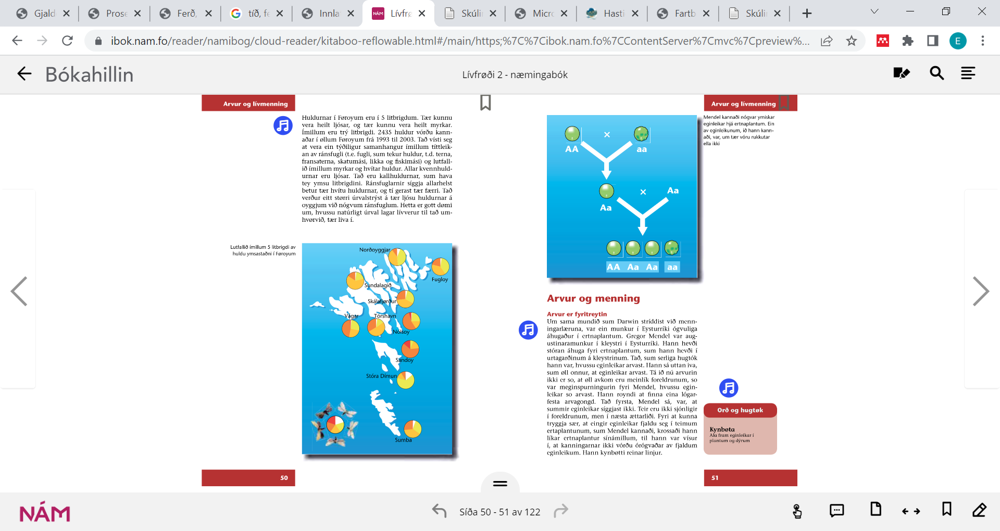 Gjald
Prose
Ferð,
tíð, fe
Innla
NÁM
Lívfrø
Skúlin
Micro
Hasti
Fartb
Skúlin
ibok.nam.fo/reader/namibog/cloud-reader/kitaboo-reflowable.html#/main/https;%7C%7Cibok.nam.fo%7CContentServer%7Cmvc%7Cpreview%...
E
Bókahillin
Lívfrøði 2 - næmingabók
Arvur og lívmenning
Huldurnar í Føroyum eru í 5 litbrigdum. Tær kunnu
vera heilt ljósar, og tær kunnu vera heilt myrkar.
Ímillum eru trý litbrigdi. 2435 huldur vórðu kann-
aðar í øllum Føroyum frá 1993 til 2003. Tað vísti seg
at vera ein týðiligur samanhangur ímillum títtleik-
an av ránsfugli (t.e. fugli, sum tekur huldur, t.d. terna,
fransaterna, skatumási, likka og fiskimási) og lutfall-
ið ímillum myrkar og hvítar huldur. Allar kvennhuld-
urnar eru ljósar. Tað eru kallhuldurnar, sum hava
tey ymsu litbrigdini. Ránsfuglarnir síggja allarhelst
betur tær hvítu huldurnar, og tí gerast tær færri. Tað
verður eitt størri úrvalstrýst á tær ljósu huldurnar á
oyggjum við nógvum ránsfuglum. Hetta er gott dømi
um, hvussu natúrligt úrval lagar lívverur til tað um-
hvørvið, tær liva í.
Lutfallið ímillum 5 litbrigdi av
huldu ymsastaðni í Føroyum
Norðoyggjar
Fugloy
Sundalagið
Skálafjørður
Vágar
Tórshavn
Nólsoy
Sandoy
Stóra Dímun
Sumba
50
Arvur og lívmenning
Mendel kannaði nógvar ymiskar
eginleikar hjá ertnaplantum. Ein
av eginleikunum, ið hann kann-
aði, var, um tær vóru rukkutar
ella ikki
×
AA
aa
×
Aa
Aa
AA Aa Aa aa
Arvur og menning
Arvur er fyritreytin
Um sama mundið sum Darwin stríddist við menn-
ingarlæruna, var ein munkur í Eysturríki ógvuliga
áhugaður í ertnaplantum. Gregor Mendel var aug-
ustinaramunkur í kleystri í Eysturríki. Hann hevði
stóran áhuga fyri ertnaplantum, sum hann hevði í
urtagarðinum á kleystrinum. Tað, sum serliga hugtók
hann var, hvussu eginleikar arvast. Hann sá uttan iva,
sum øll onnur, at eginleikar arvast. Tá ið nú arvurin
ikki er so, at øll avkom eru meinlík foreldrunum, so
var meginspurningurin fyri Mendel, hvussu egin-
leikar so arvast. Hann royndi at finna eina lógar-
festa arvagongd. Tað fyrsta, Mendel sá, var, at
summir eginleikar síggjast ikki. Teir eru ikki sjónligir
í foreldrunum, men í næsta ættarliði. Fyri at kunna
tryggja sær, at eingir eginleikar fjaldu seg í teimum
ertaplantunum, sum Mendel kannaði, krossaði hann
líkar ertnaplantur sínámillum, til hann var vísur
í, at kanningarnar ikki vórðu órógvaðar av fjaldum
eginleikum. Hann kynbøtti reinar linjur.
Orð og hugtøk
Kynbøta
Ala fram eginleikar í
plantum og dýrum
51
NÁM
Síða 50 - 51 av 122